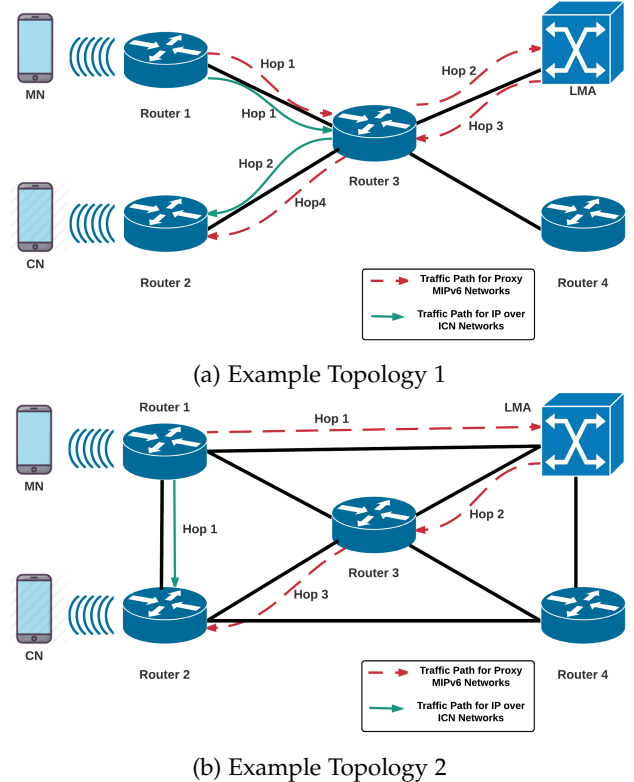 MN
Router 1
Hop 1
Hop 1
Hop 2
LMA
Hop 3
Router 3
Hop 2
Hop4
CN
Router 2
Router 4
Traffic Path for Proxy
MIPv6 Networks
Traffic Path for IP over
ICN Networks
(a) Example Topology 1
Router 1
Hop 1
LMA
MN
Hop 1
Hop 2
Router 3
Hop 3
CN
Router 2
Router 4
Traffic Path for Proxy
MIPv6 Networks
Traffic Path for IP over
ICN Networks
(b) Example Topology 2